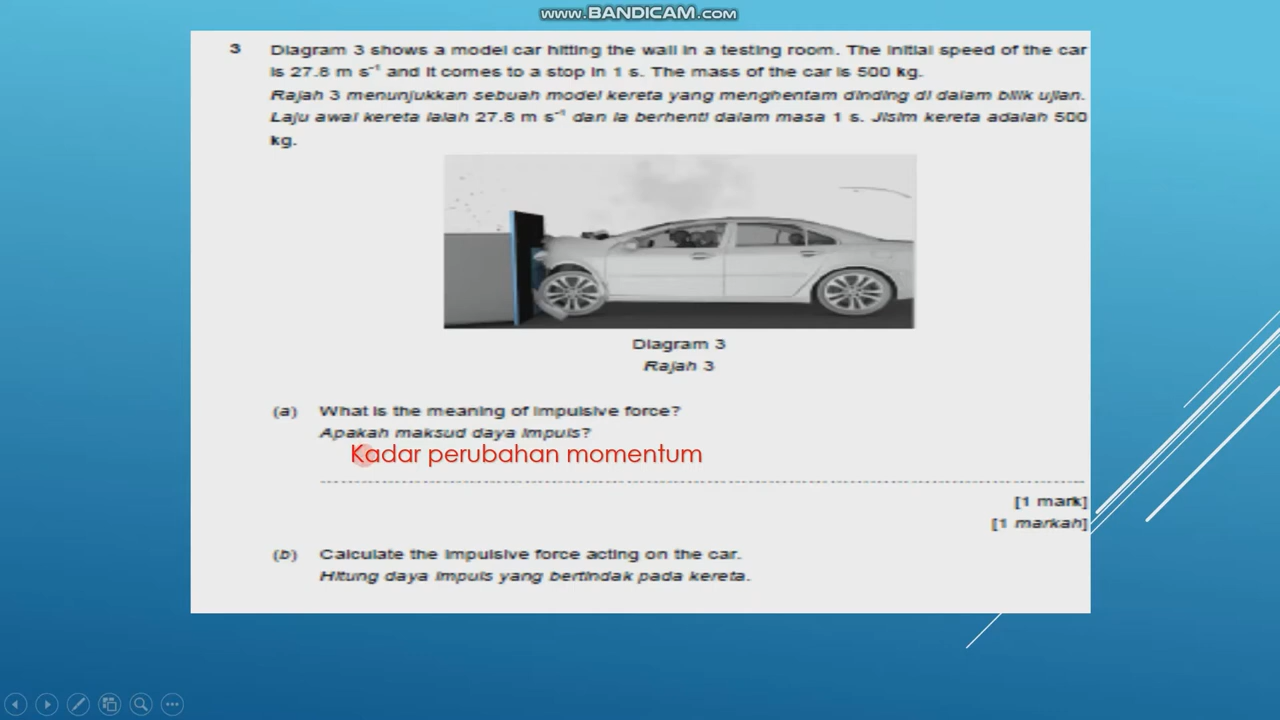 www.BANDICAM.com
3 Diagram 3 shows a model car hitting the wall in a testing room. The initial speed of the car
is 27.8 m s⁻¹ and it comes to a stop in 1 s. The mass of the car is 500 kg.
Rajah 3 menunjukkan sebuah model kereta yang menghentam dinding di dalam bilik ujian.
Laju awal kereta ialah 27.8 m s⁻¹ dan ia berhenti dalam masa 1 s. Jisim kereta adalah 500
kg.
Diagram 3
Rajah 3
(a) What is the meaning of impulsive force?
Apakah maksud daya impuls?
Kadar perubahan momentum
[1 mark]
[1 markah]
(b) Calculate the impulsive force acting on the car.
Hitung daya impuls yang bertindak pada kereta.